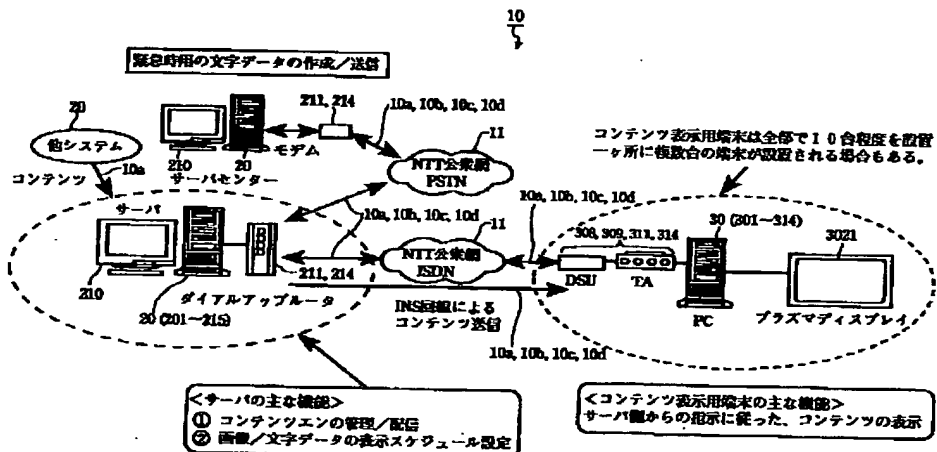 10
緊急時用の文字データの作成/送信
20
他システム
10a
コンテンツ
210
20
サーバセンター
211, 214
モデム
10a, 10b, 10c, 10d
11
NTT公衆網
PSTN
コンテンツ表示用端末は全部で10台程度を設置
一ヶ所に複数台の端末が設置される場合もある。
サーバ
210
ダイアルアップルータ
20 (201~215)
211, 214
10a, 10b, 10c, 10d
11
NTT公衆網
ISDN
INS回線による
コンテンツ送信
10a, 10b, 10c, 10d
10a, 10b, 10c, 10d
308, 309, 311, 314
DSU
TA
30 (301~314)
PC
3021
プラズマディスプレイ
<サーバの主な機能>
① コンテンツエンの管理/配信
② 画像/文字データの表示スケジュール設定
<コンテンツ表示用端末の主な機能>
サーバ側からの指示に従った、コンテンツの表示